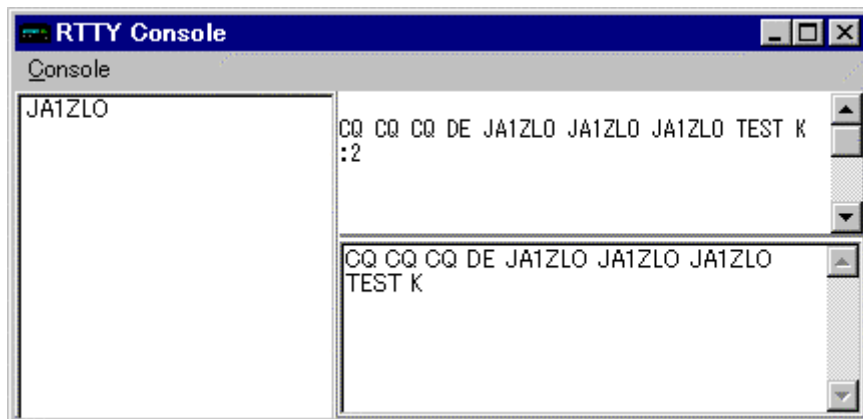 RTTY Console
Console
JA1ZLO
CQ CQ CQ DE JA1ZLO JA1ZLO JA1ZLO TEST K
:2
CQ CQ CQ DE JA1ZLO JA1ZLO JA1ZLO
TEST K